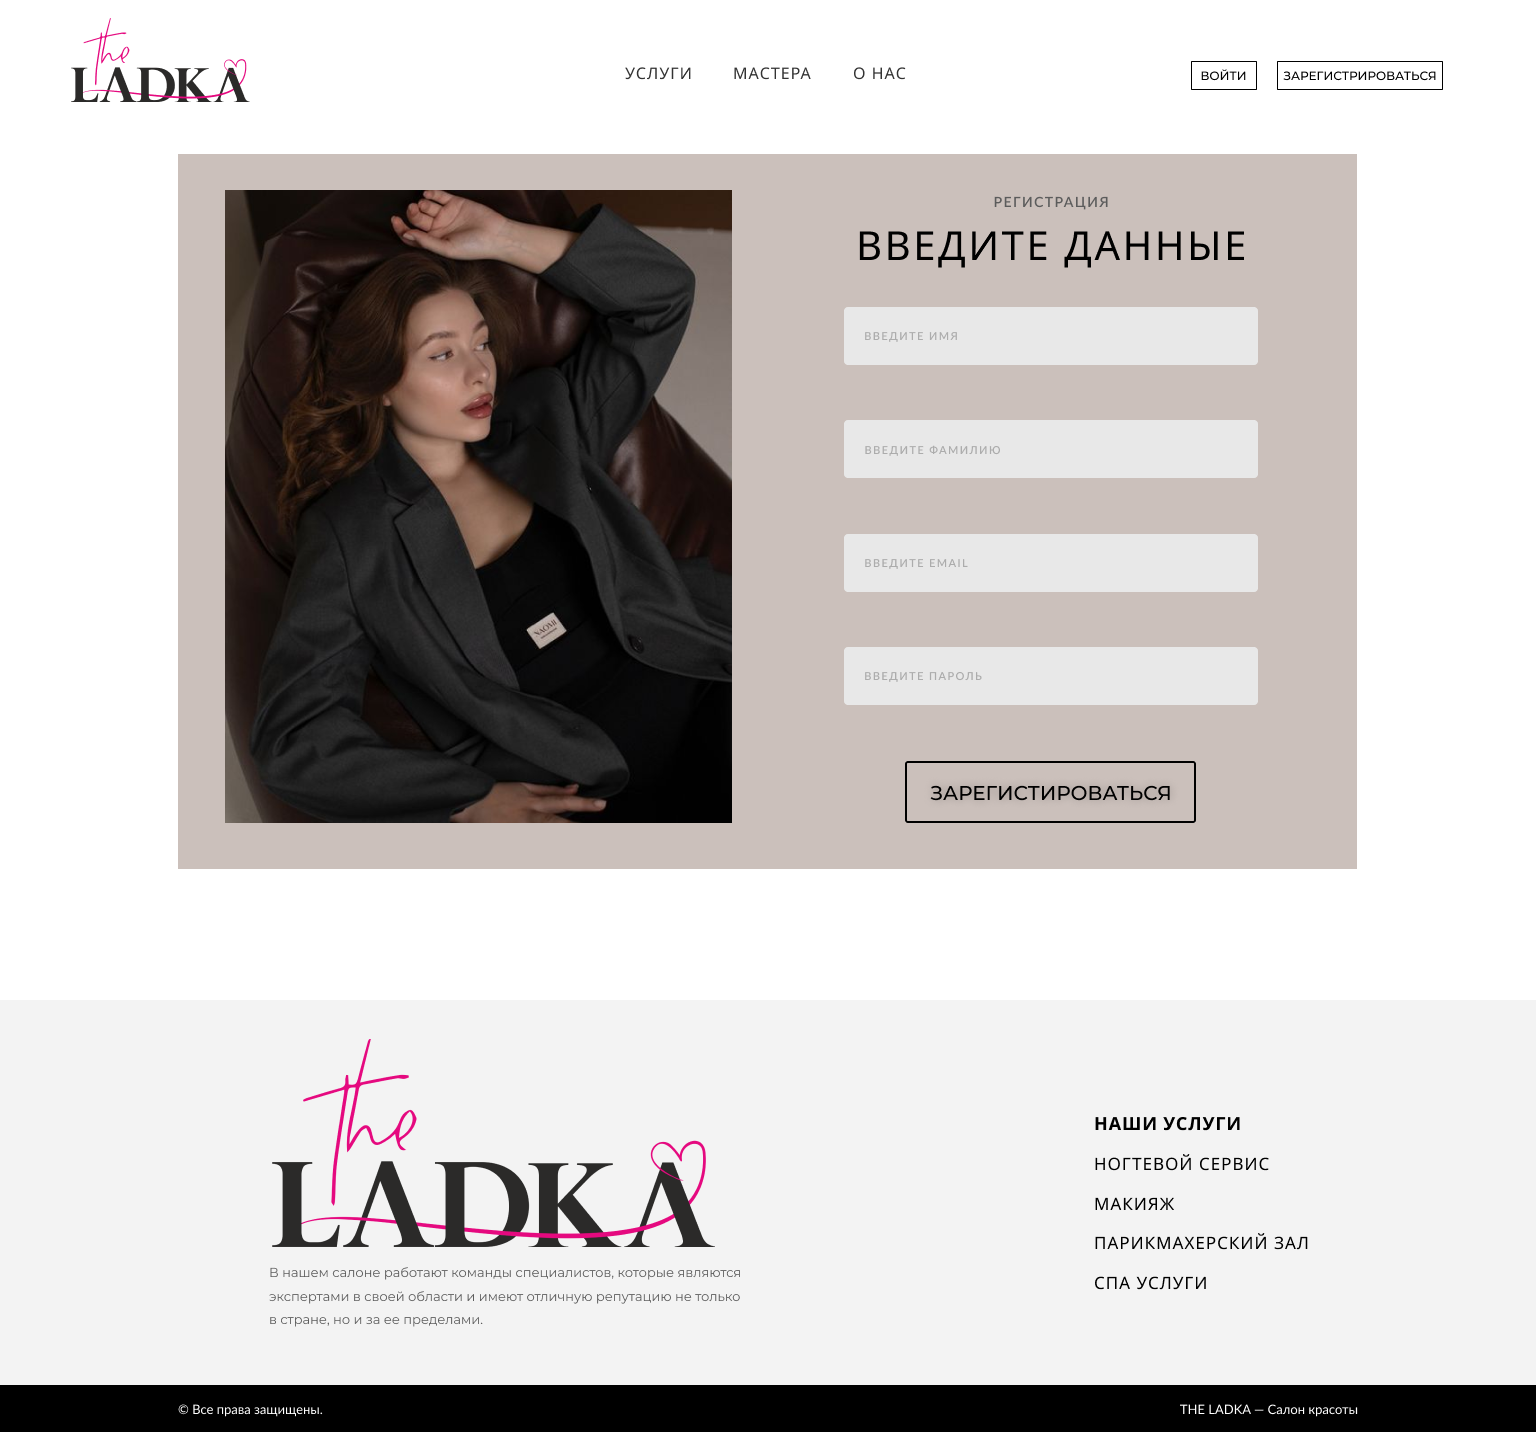 the
LADKA
УСЛУГИ МАСТЕРА О НАС
ВОЙТИ ЗАРЕГИСТРИРОВАТЬСЯ
РЕГИСТРАЦИЯ
ВВЕДИТЕ ДАННЫЕ
ВВЕДИТЕ ИМЯ
ВВЕДИТЕ ФАМИЛИЮ
ВВЕДИТЕ EMAIL
ВВЕДИТЕ ПАРОЛЬ
ЗАРЕГИСТИРОВАТЬСЯ
the
LADKA
В нашем салоне работают команды специалистов, которые являются
экспертами в своей области и имеют отличную репутацию не только
в стране, но и за ее пределами.
НАШИ УСЛУГИ
НОГТЕВОЙ СЕРВИС
МАКИЯЖ
ПАРИКМАХЕРСКИЙ ЗАЛ
СПА УСЛУГИ
© Все права защищены.
THE LADKA — Салон красоты